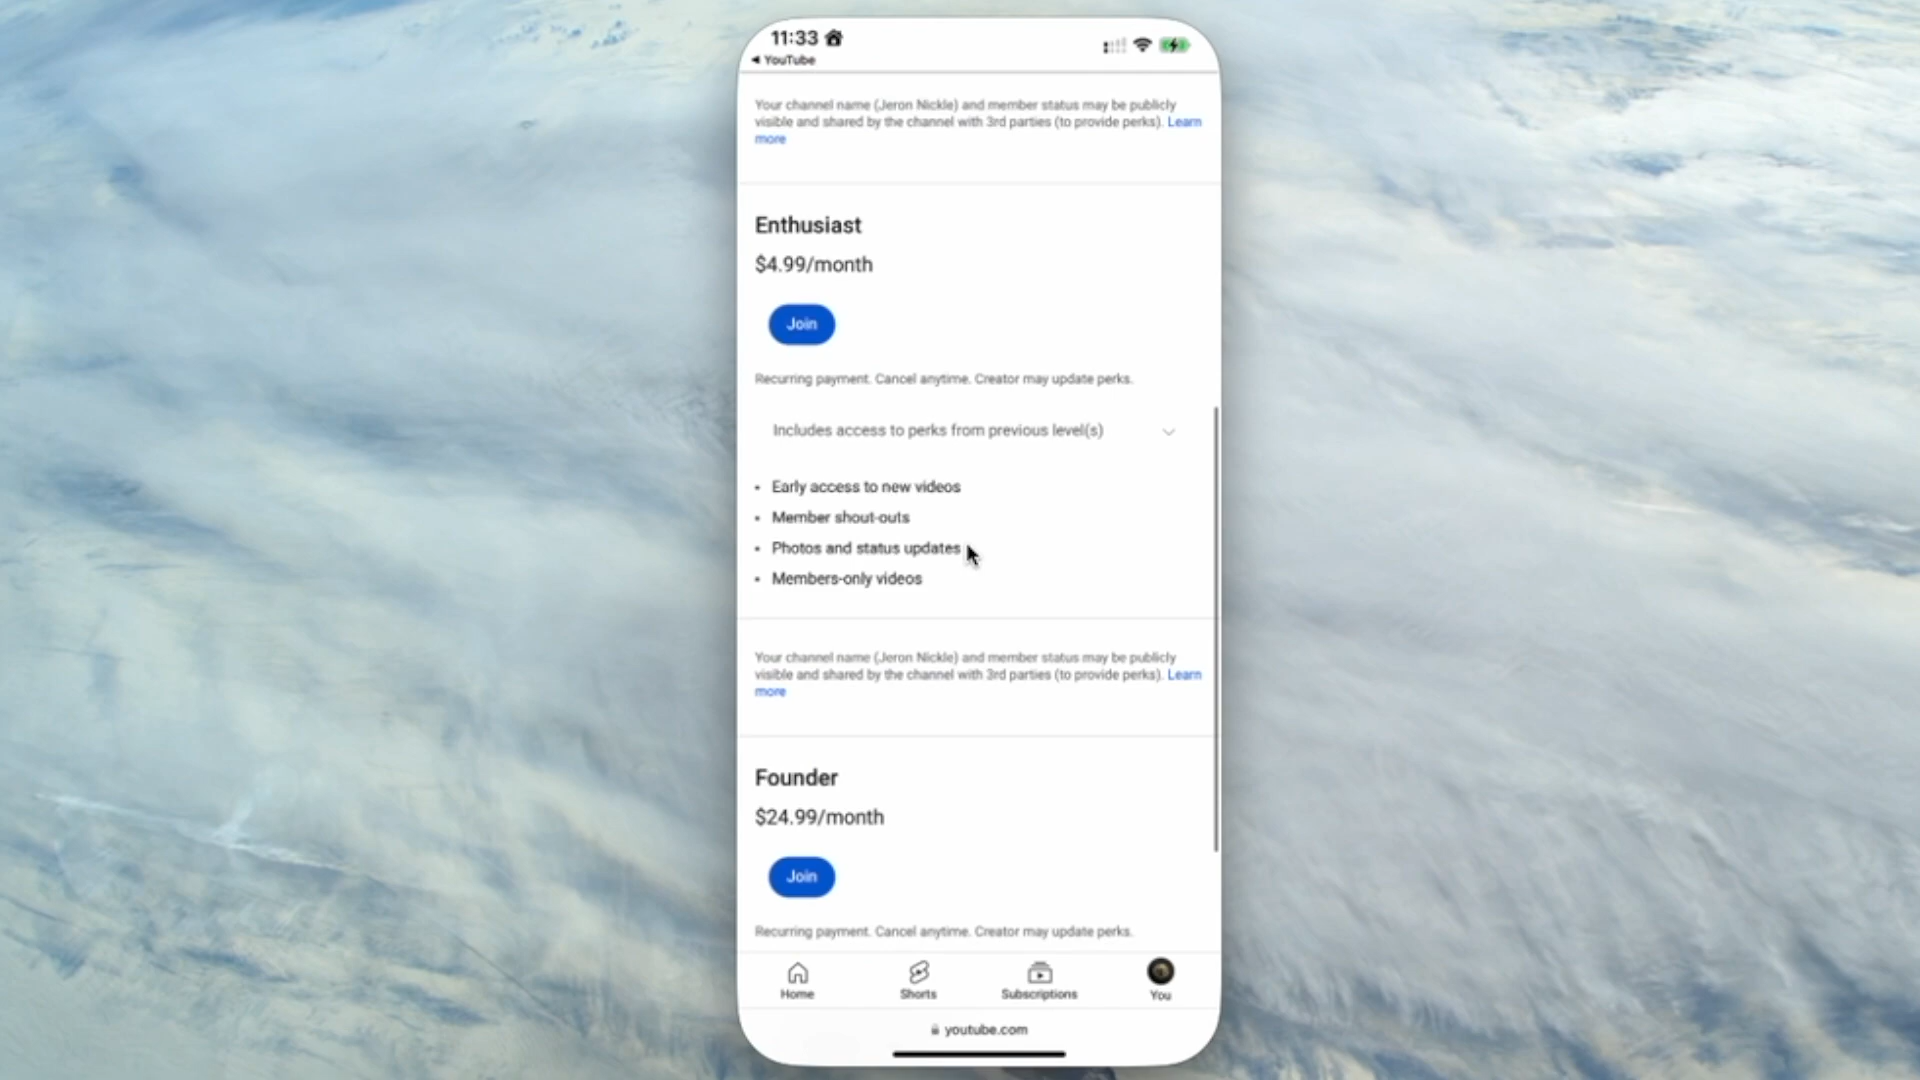 11:33
◄ YouTube
Your channel name (Jeron Nickle) and member status may be publicly
visible and shared by the channel with 3rd parties (to provide perks). Learn
more
Enthusiast
$4.99/month
Join
Recurring payment. Cancel anytime. Creator may update perks.
Includes access to perks from previous level(s)
• Early access to new videos
• Member shout-outs
• Photos and status updates
• Members-only videos
Your channel name (Jeron Nickle) and member status may be publicly
visible and shared by the channel with 3rd parties (to provide perks). Learn
more
Founder
$24.99/month
Join
Recurring payment. Cancel anytime. Creator may update perks.
Home Shorts Subscriptions You
youtube.com